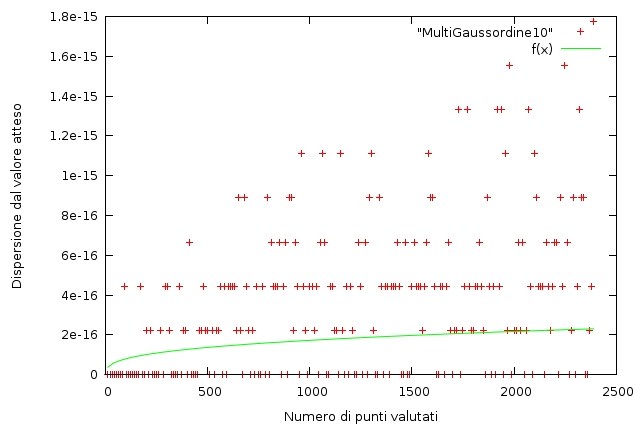 1.8e-15
1.6e-15
1.4e-15
1.2e-15
1e-15
8e-16
6e-16
4e-16
2e-16
0
0
500
1000
1500
2000
2500
Dispersione dal valore atteso
Numero di punti valutati
"MultiGaussordine10"
f(x)